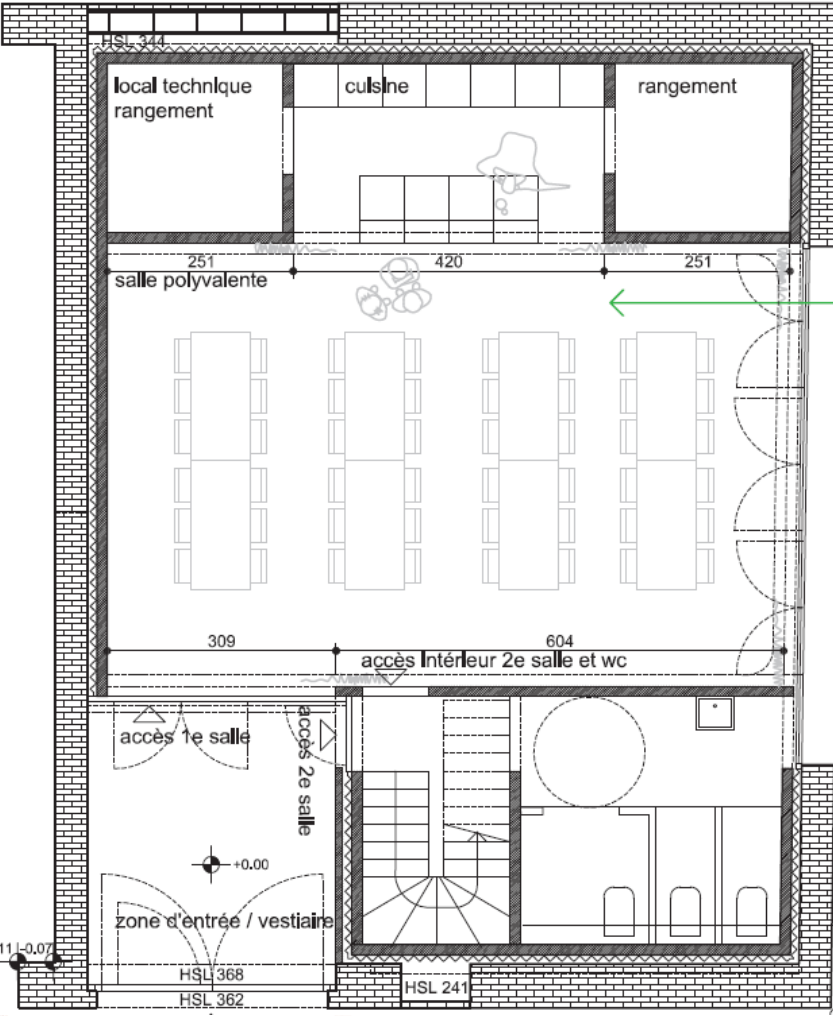 HSL 344
local technique
rangement
cuisine
rangement
251
420
251
salle polyvalente
309
604
accès intérieur 2e salle et wc
accès 1e salle
accès 2e salle
+0.00
zone d'entrée / vestiaire
11 |-0.07
HSL 368
HSL 362
HSL 241